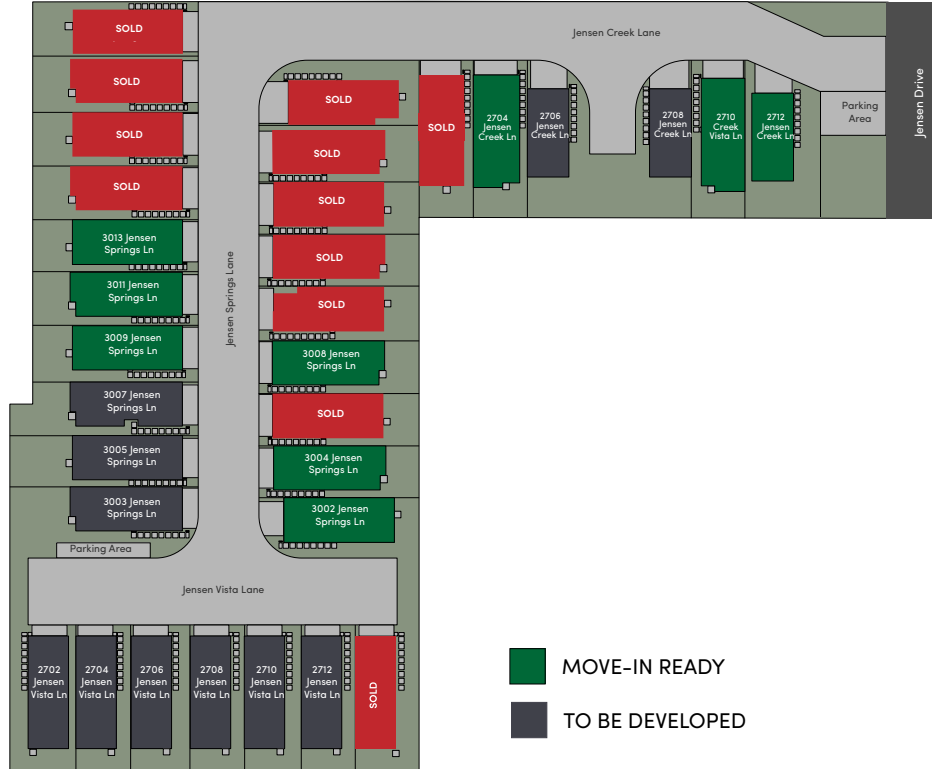 SOLD
Jensen Creek Lane
Jensen Drive
SOLD
SOLD
SOLD
SOLD
SOLD
2704
Jensen
Creek Ln
2706
Jensen
Creek Ln
2708
Jensen
Creek Ln
2710
Creek
Vista Ln
2712
Jensen
Creek Ln
Parking
Area
SOLD
SOLD
SOLD
3013 Jensen
Springs Ln
SOLD
3011 Jensen
Springs Ln
Jensen Springs Lane
SOLD
3009 Jensen
Springs Ln
3008 Jensen
Springs Ln
3007 Jensen
Springs Ln
SOLD
3005 Jensen
Springs Ln
3004 Jensen
Springs Ln
3003 Jensen
Springs Ln
3002 Jensen
Springs Ln
Parking Area
Jensen Vista Lane
2702
Jensen
Vista Ln
2704
Jensen
Vista Ln
2706
Jensen
Vista Ln
2708
Jensen
Vista Ln
2710
Jensen
Vista Ln
2712
Jensen
Vista Ln
SOLD
MOVE-IN READY
TO BE DEVELOPED